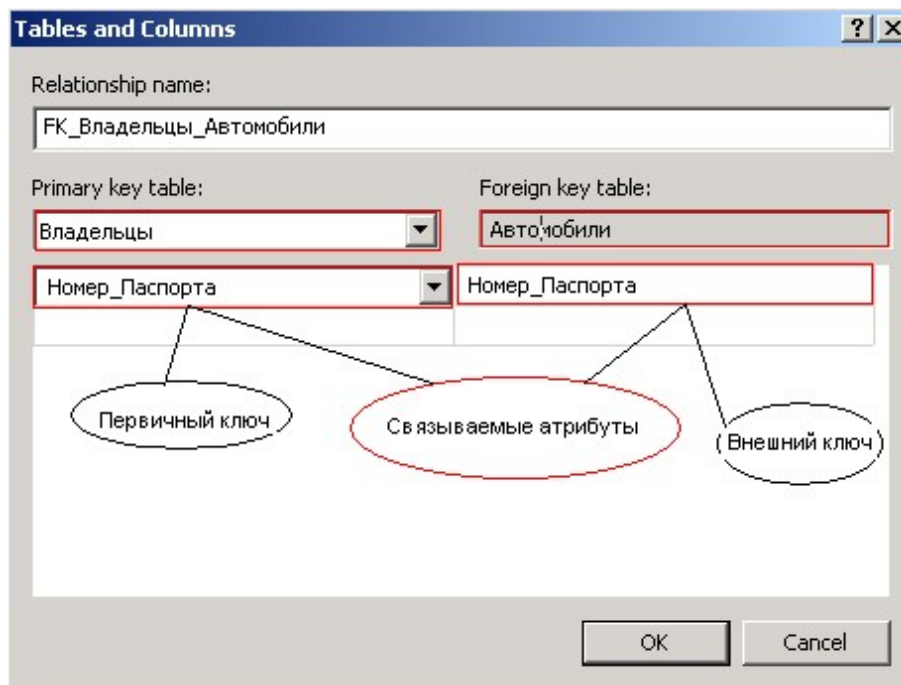 Tables and Columns
Relationship name:
FK_Владельцы_Автомобили
Primary key table:
Foreign key table:
Владельцы
Автомобили
Номер_Паспорта
Номер_Паспорта
Первичный ключ
Связываемые атрибуты
Внешний ключ
OK
Cancel